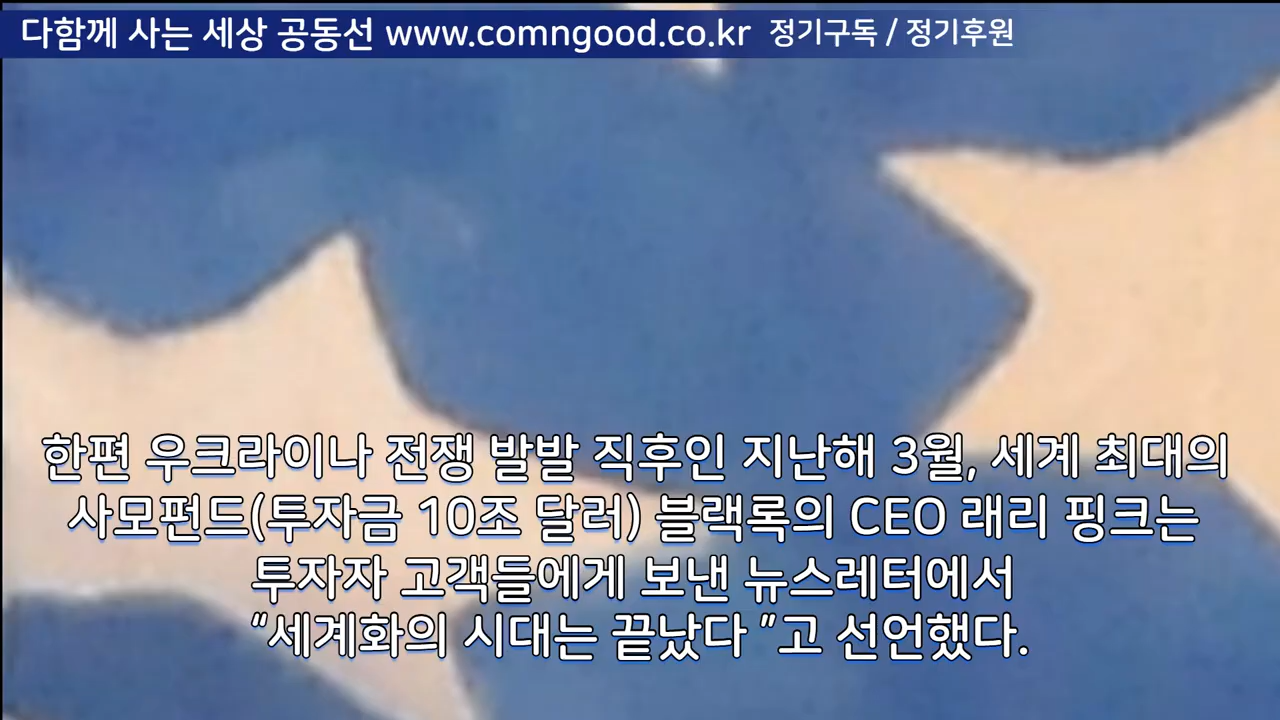 다함께 사는 세상 공동선 www.comngood.co.kr 정기구독 / 정기후원
한편 우크라이나 전쟁 발발 직후인 지난해 3월, 세계 최대의
사모펀드(투자금 10조 달러) 블랙록의 CEO 래리 핑크는
투자자 고객들에게 보낸 뉴스레터에서
“세계화의 시대는 끝났다 ”고 선언했다.